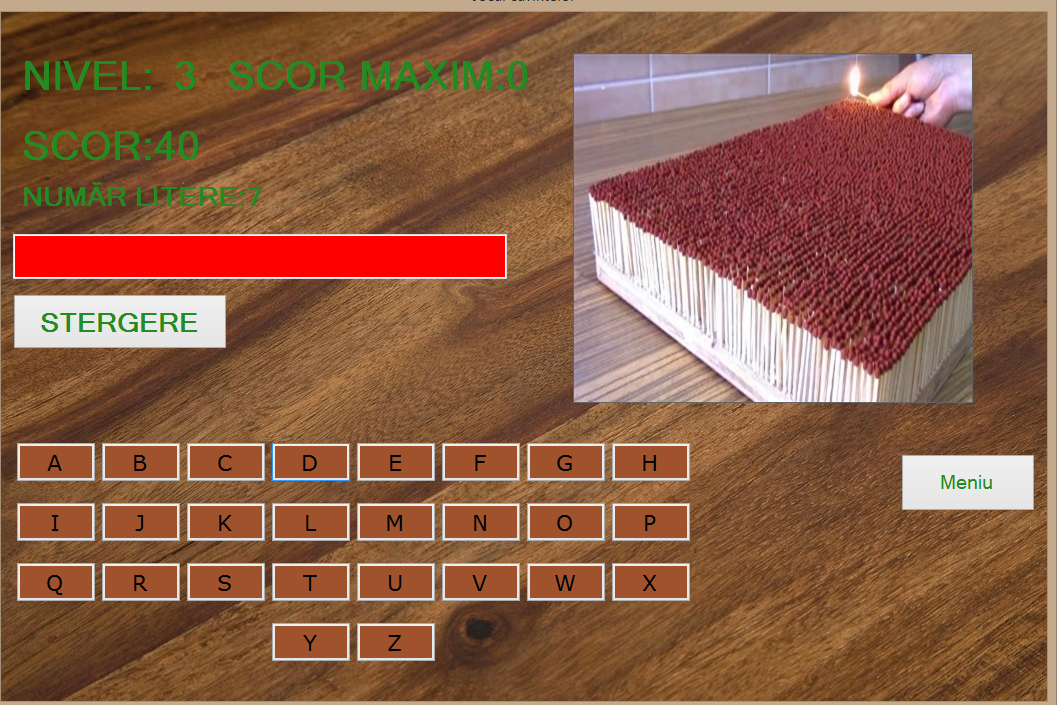 NIVEL: 3 SCOR MAXIM:0
SCOR:40
NUMĂR LITERE:7
STERGERE
A B C D E F G H
I J K L M N O P
Q R S T U V W X
Y Z
Meniu